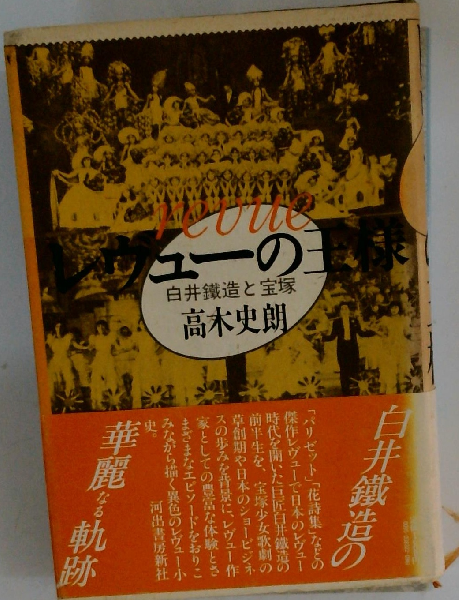 revue
レヴューの王様
白井鐵造と宝塚
高木史朗
白井鐵造の
「パリゼット」「花詩集」などの
傑作レヴューで日本のレヴュー
時代を開いた巨匠白井鐵造の
前半生を、宝塚少女歌劇の
草創期や日本のショービジネ
スの歩みを背景に、レヴュー作
家としての豊富な体験とさ
まざまなエピソードをおりこ
みながら描く異色のレヴュー小
史。
河出書房新社
華麗なる軌跡